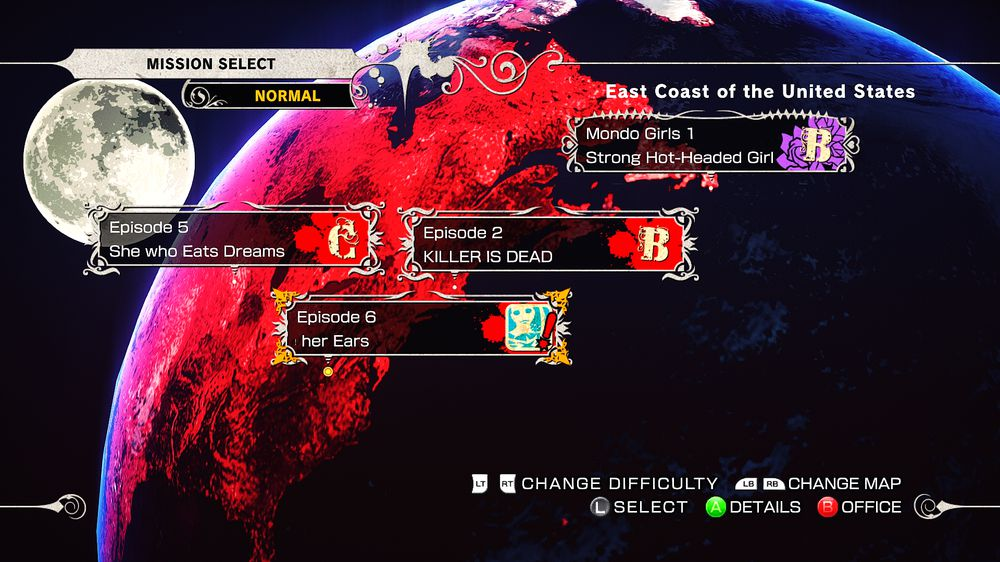 MISSION SELECT
NORMAL
East Coast of the United States
Mondo Girls 1
Strong Hot-Headed Girl
B
Episode 5
She who Eats Dreams
C
Episode 2
KILLER IS DEAD
B
Episode 6
her Ears
!
LT RT CHANGE DIFFICULTY LB RB CHANGE MAP
L SELECT A DETAILS B OFFICE